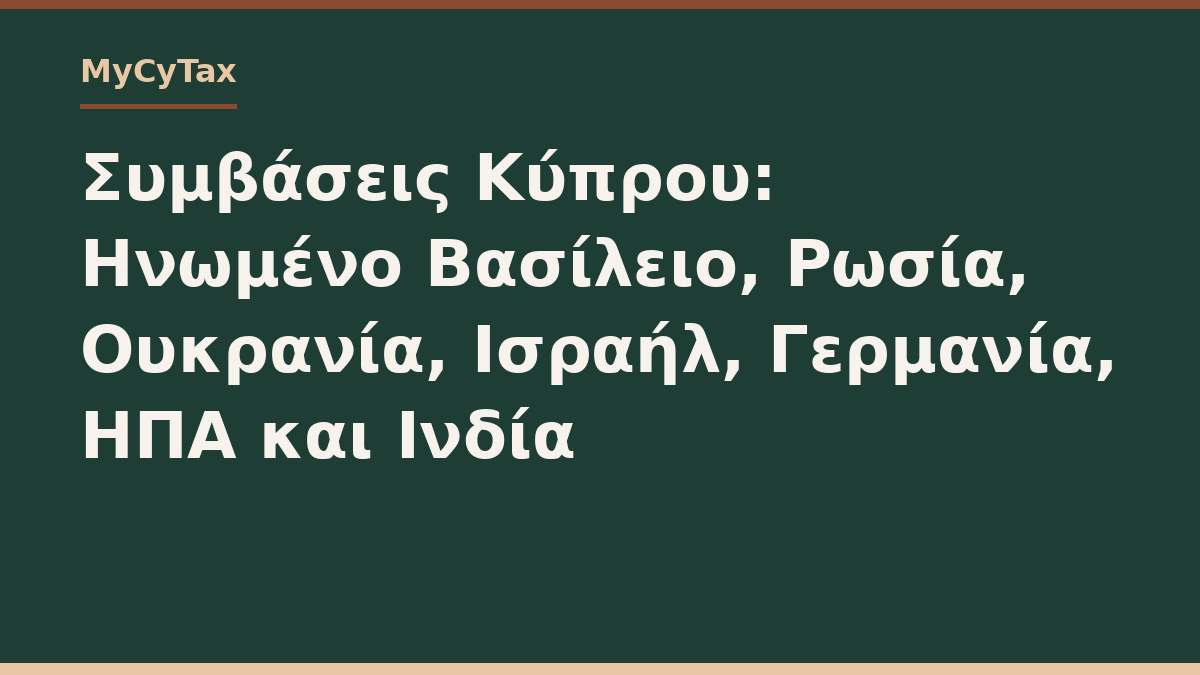 MyCyTax
Συμβάσεις Κύπρου:
Ηνωμένο Βασίλειο, Ρωσία,
Ουκρανία, Ισραήλ, Γερμανία,
ΗΠΑ και Ινδία